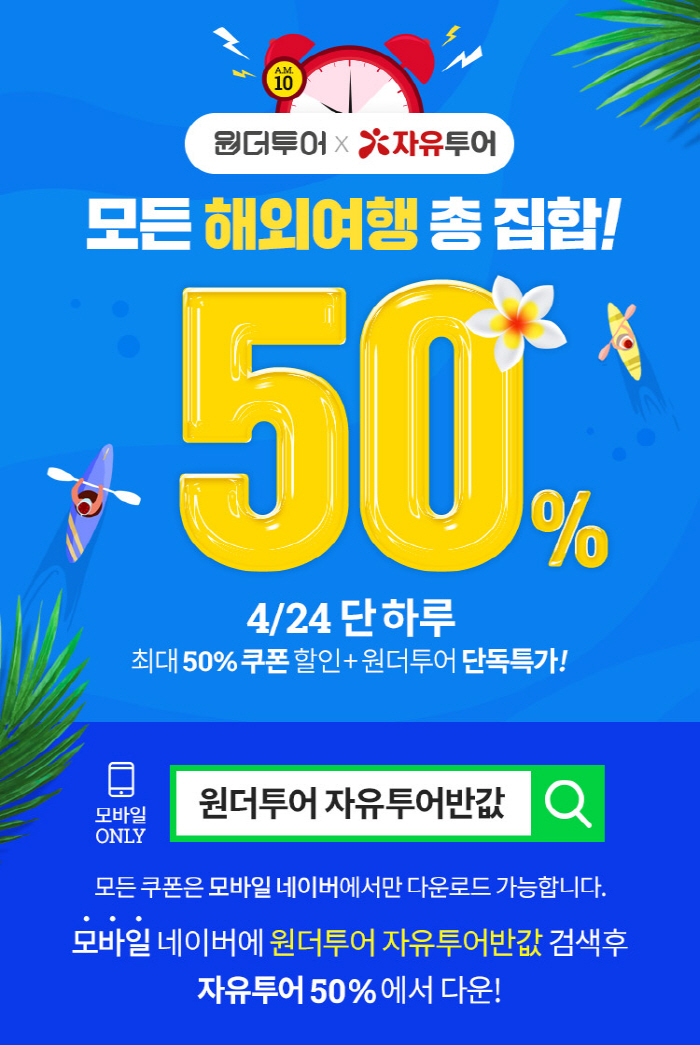 A.M.
10
원더투어 X 자유투어
모든 해외여행 총 집합!
50%
4/24 단 하루
최대 50% 쿠폰 할인+원더투어 단독특가!
모바일
ONLY
원더투어 자유투어반값
모든 쿠폰은 모바일 네이버에서만 다운로드 가능합니다.
모바일 네이버에 원더투어 자유투어반값 검색후
자유투어 50%에서 다운!